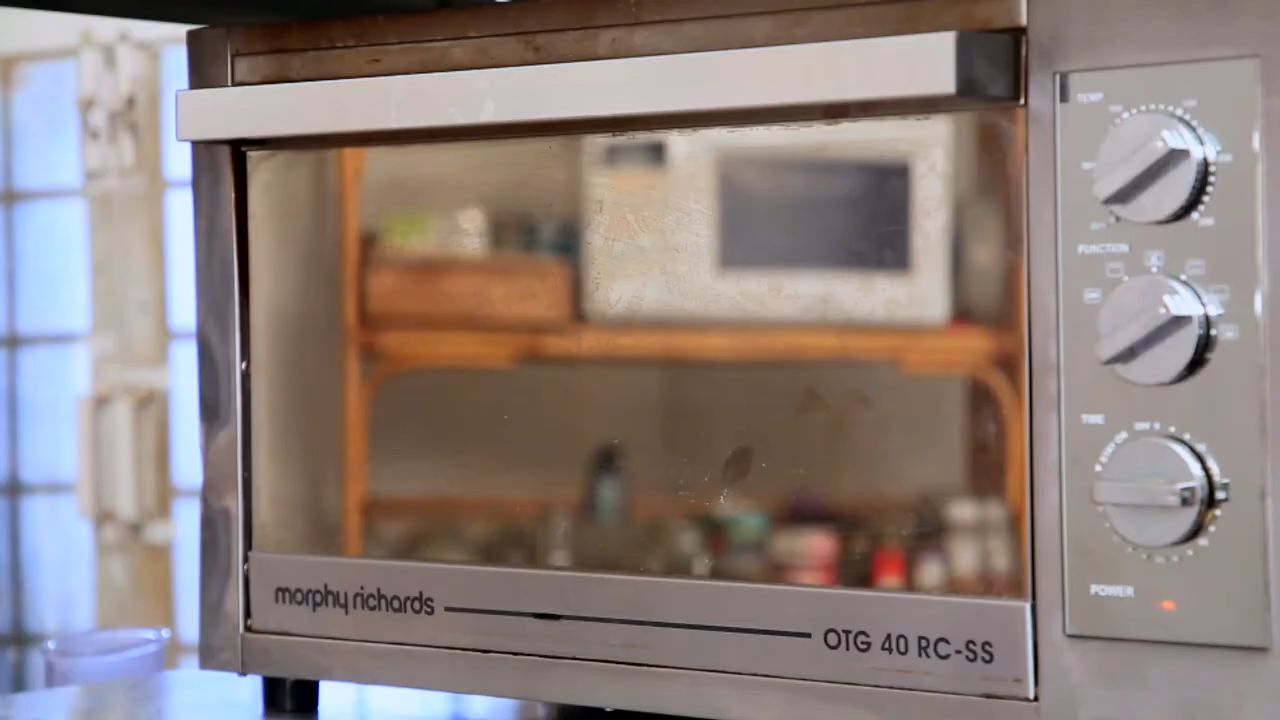 TEMP
FUNCTION
TIME
POWER
morphy richards
OTG 40 RC-SS